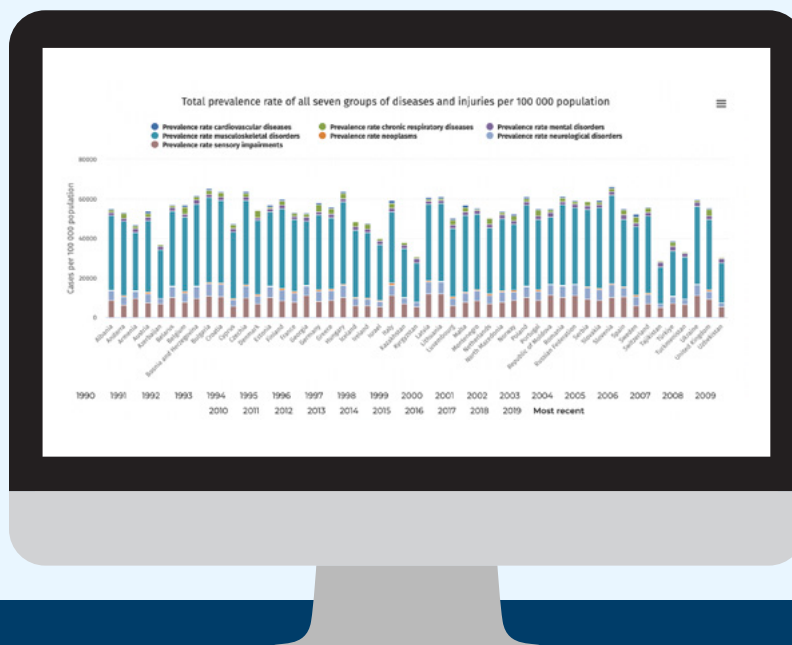 Total prevalence rate of all seven groups of diseases and injuries per 100 000 population
Prevalence rate cardiovascular diseases
Prevalence rate chronic respiratory diseases
Prevalence rate mental disorders
Prevalence rate musculoskeletal disorders
Prevalence rate neoplasms
Prevalence rate neurological disorders
Prevalence rate sensory impairments
Cases per 100 000 population
80000
60000
40000
20000
0
Albania
Andorra
Armenia
Austria
Azerbaijan
Belarus
Belgium
Bosnia and Herzegovina
Bulgaria
Croatia
Cyprus
Czechia
Denmark
Estonia
Finland
France
Georgia
Germany
Greece
Hungary
Iceland
Ireland
Israel
Italy
Kazakhstan
Kyrgyzstan
Latvia
Lithuania
Luxembourg
Malta
Montenegro
Netherlands
North Macedonia
Norway
Poland
Portugal
Republic of Moldova
Romania
Russian Federation
Serbia
Slovakia
Slovenia
Spain
Sweden
Switzerland
Tajikistan
Türkiye
Turkmenistan
Ukraine
United Kingdom
Uzbekistan
1990 1991 1992 1993 1994 1995 1996 1997 1998 1999 2000 2001 2002 2003 2004 2005 2006 2007 2008 2009
2010 2011 2012 2013 2014 2015 2016 2017 2018 2019 Most recent